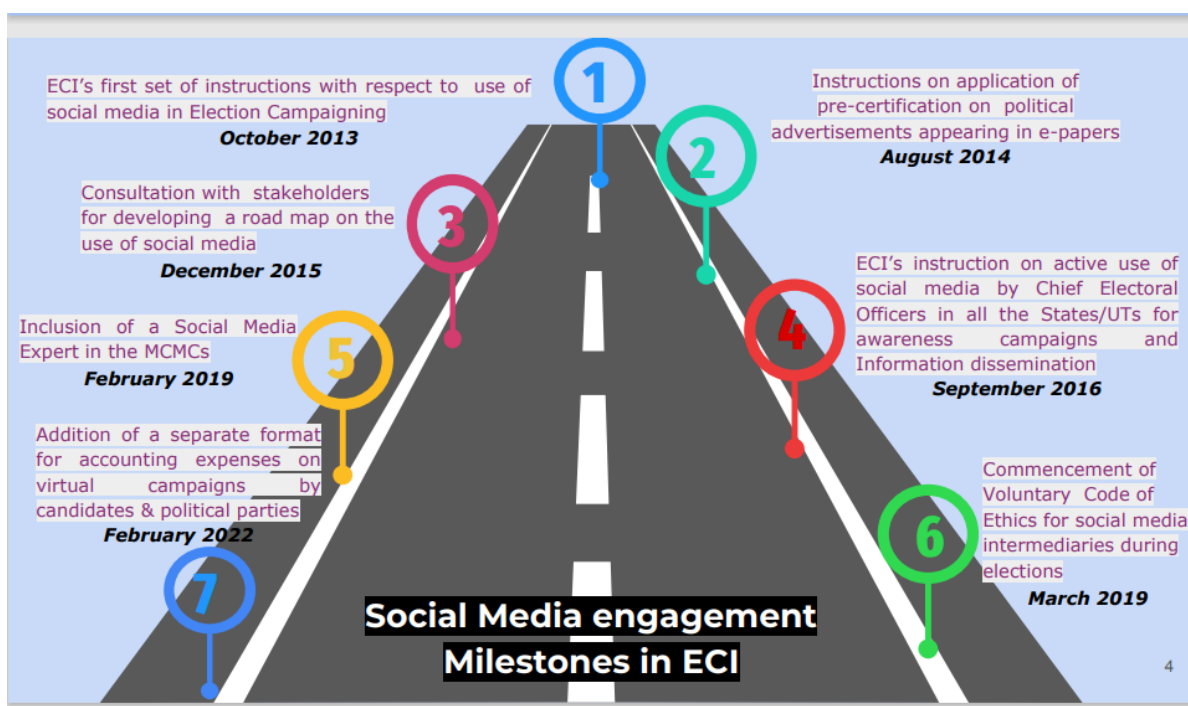 1
ECI's first set of instructions with respect to use of
social media in Election Campaigning
October 2013
2
Instructions on application of
pre-certification on political
advertisements appearing in e-papers
August 2014
3
Consultation with stakeholders
for developing a road map on the
use of social media
December 2015
4
ECI's instruction on active use of
social media by Chief Electoral
Officers in all the States/UTs for
awareness campaigns and
Information dissemination
September 2016
5
Inclusion of a Social Media
Expert in the MCMCs
February 2019
6
Commencement of
Voluntary Code of
Ethics for social media
intermediaries during
elections
March 2019
7
Addition of a separate format
for accounting expenses on
virtual campaigns by
candidates & political parties
February 2022
Social Media engagement
Milestones in ECI
4